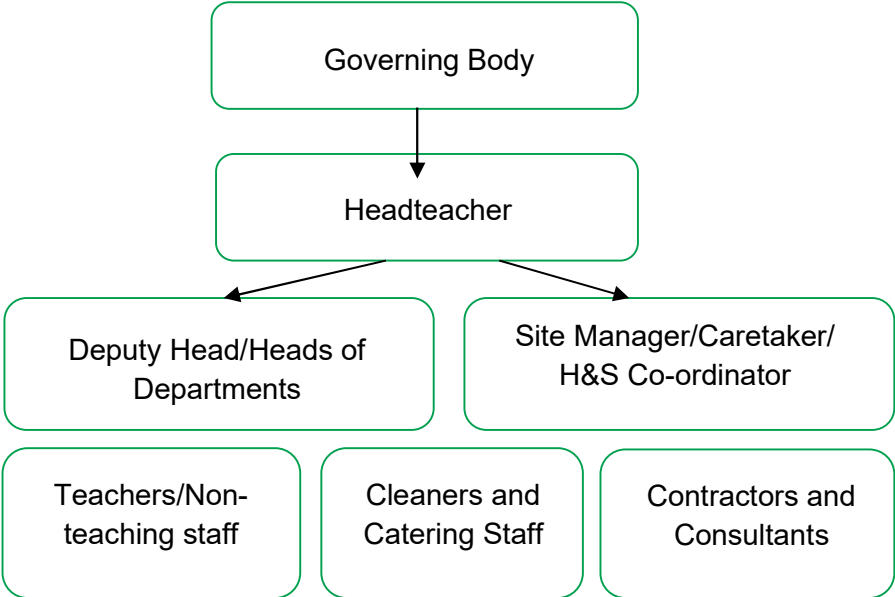 Governing Body
Headteacher
Deputy Head/Heads of
Departments
Site Manager/Caretaker/
H&S Co-ordinator
Teachers/Non-
teaching staff
Cleaners and
Catering Staff
Contractors and
Consultants